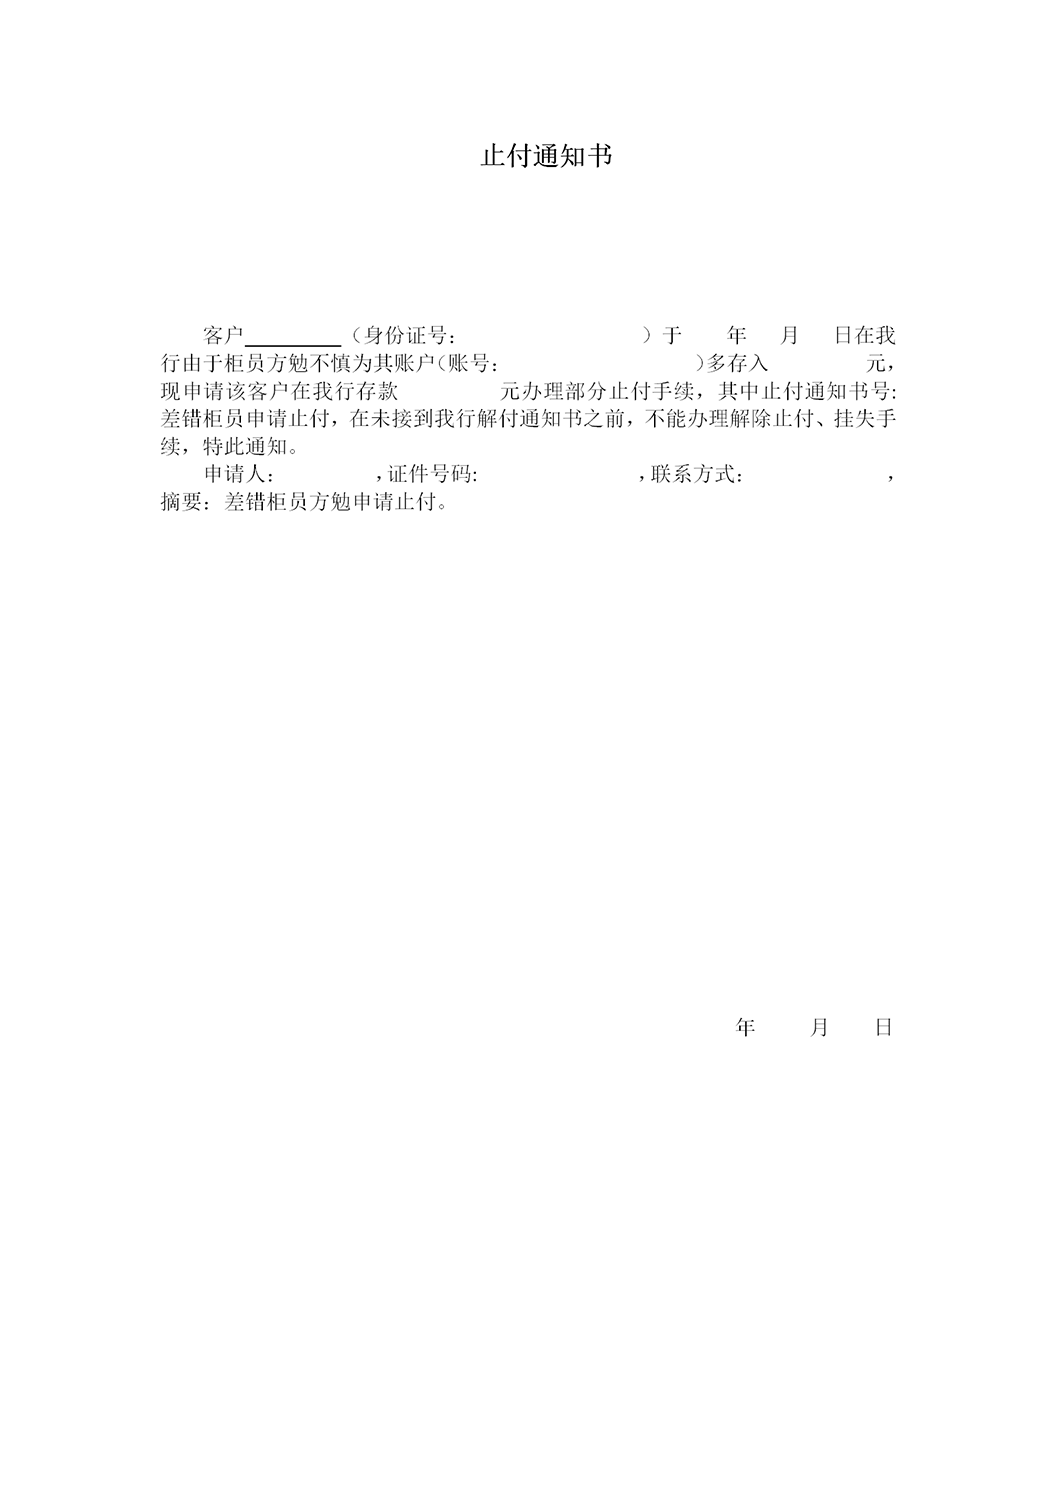 止付通知书
客户_________（身份证号： ）于 年 月 日在我
行由于柜员方勉不慎为其账户（账号： ）多存入 元，
现申请该客户在我行存款 元办理部分止付手续，其中止付通知书号:
差错柜员申请止付，在未接到我行解付通知书之前，不能办理解除止付、挂失手
续，特此通知。
申请人： ，证件号码: ，联系方式： ，
摘要：差错柜员方勉申请止付。
年 月 日